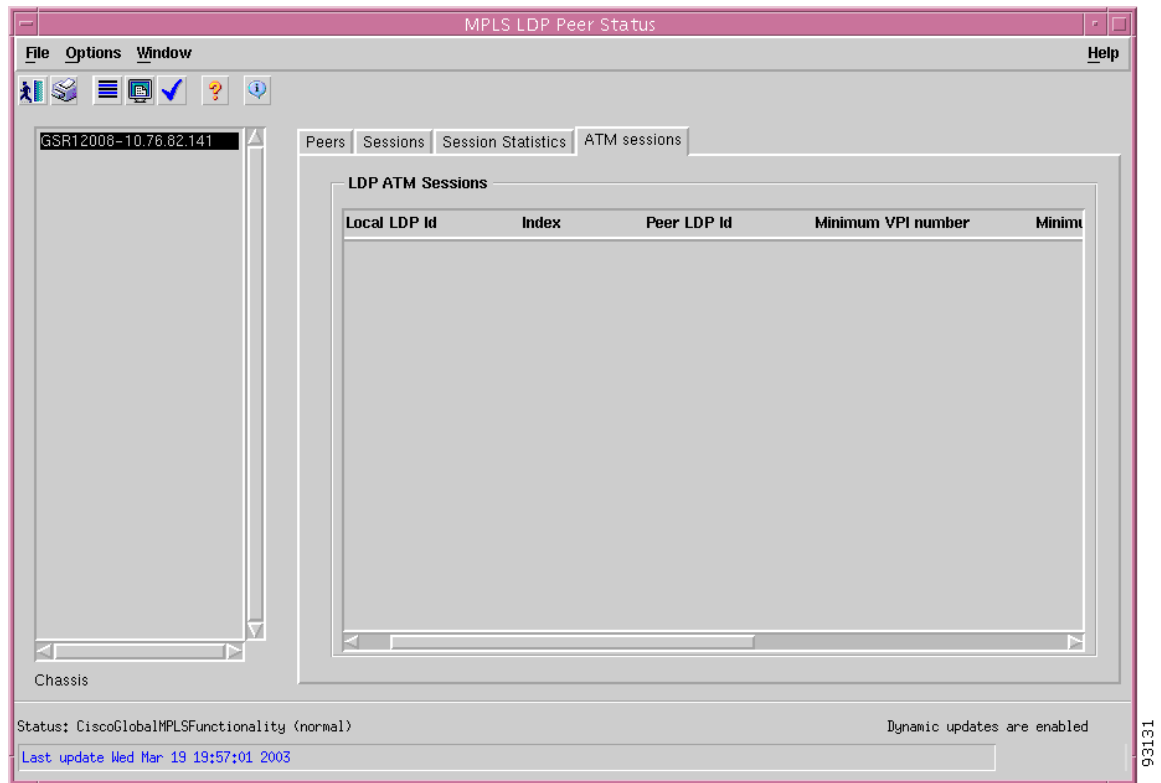 MPLS LDP Peer Status
File Options Window Help
GSR12008-10.76.82.141
Peers Sessions Session Statistics ATM sessions
LDP ATM Sessions
Local LDP Id Index Peer LDP Id Minimum VPI number Minimu
Chassis
Status: CiscoGlobalMPLSFunctionality (normal) Dynamic updates are enabled
Last update Wed Mar 19 19:57:01 2003
93131